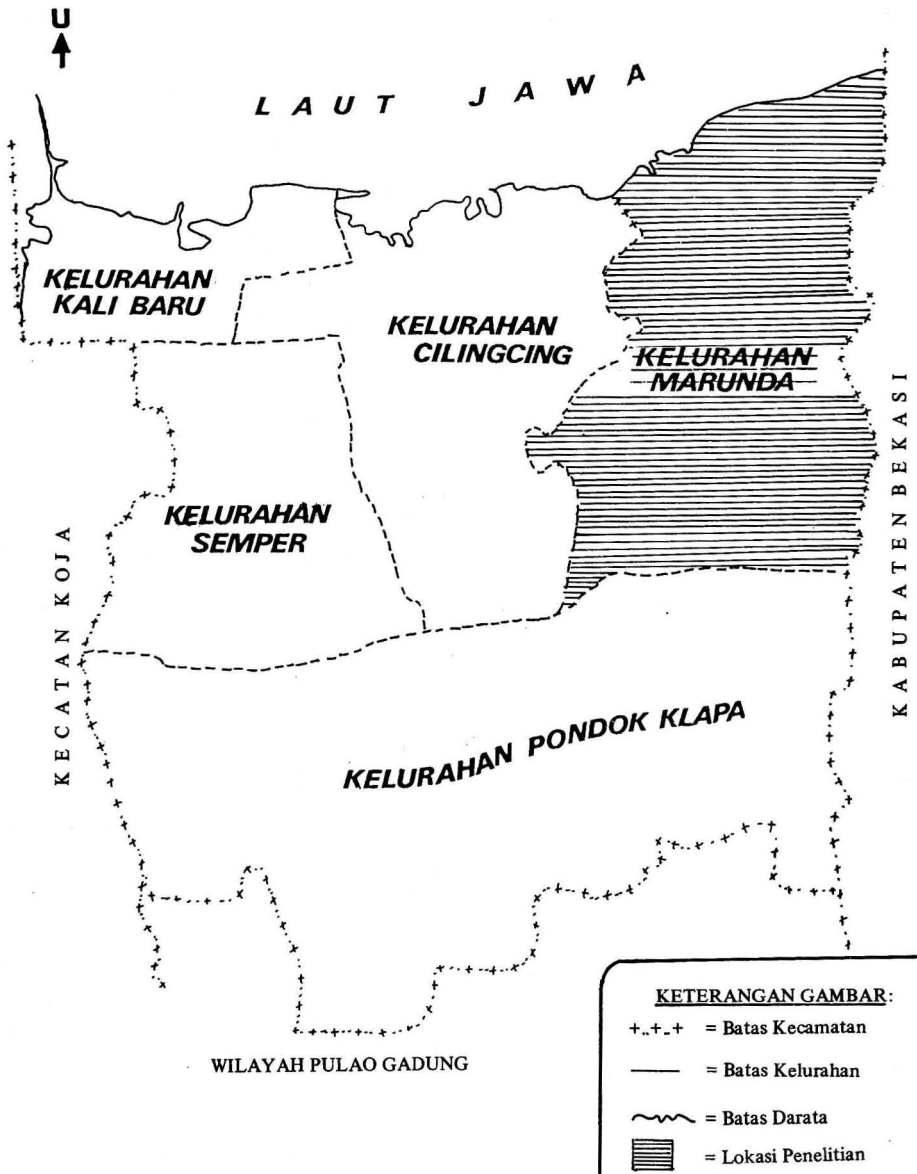 U
LAUT JAWA
KELURAHAN
KALI BARU
KELURAHAN
CILINGCING
KELURAHAN
MARUNDA
KELURAHAN
SEMPER
KECATAN KOJA
KABUPATEN BEKASI
KELURAHAN PONDOK KLAPA
WILAYAH PULAO GADUNG
KETERANGAN GAMBAR:
+..+..+ = Batas Kecamatan
= Batas Kelurahan
= Batas Darata
= Lokasi Penelitian